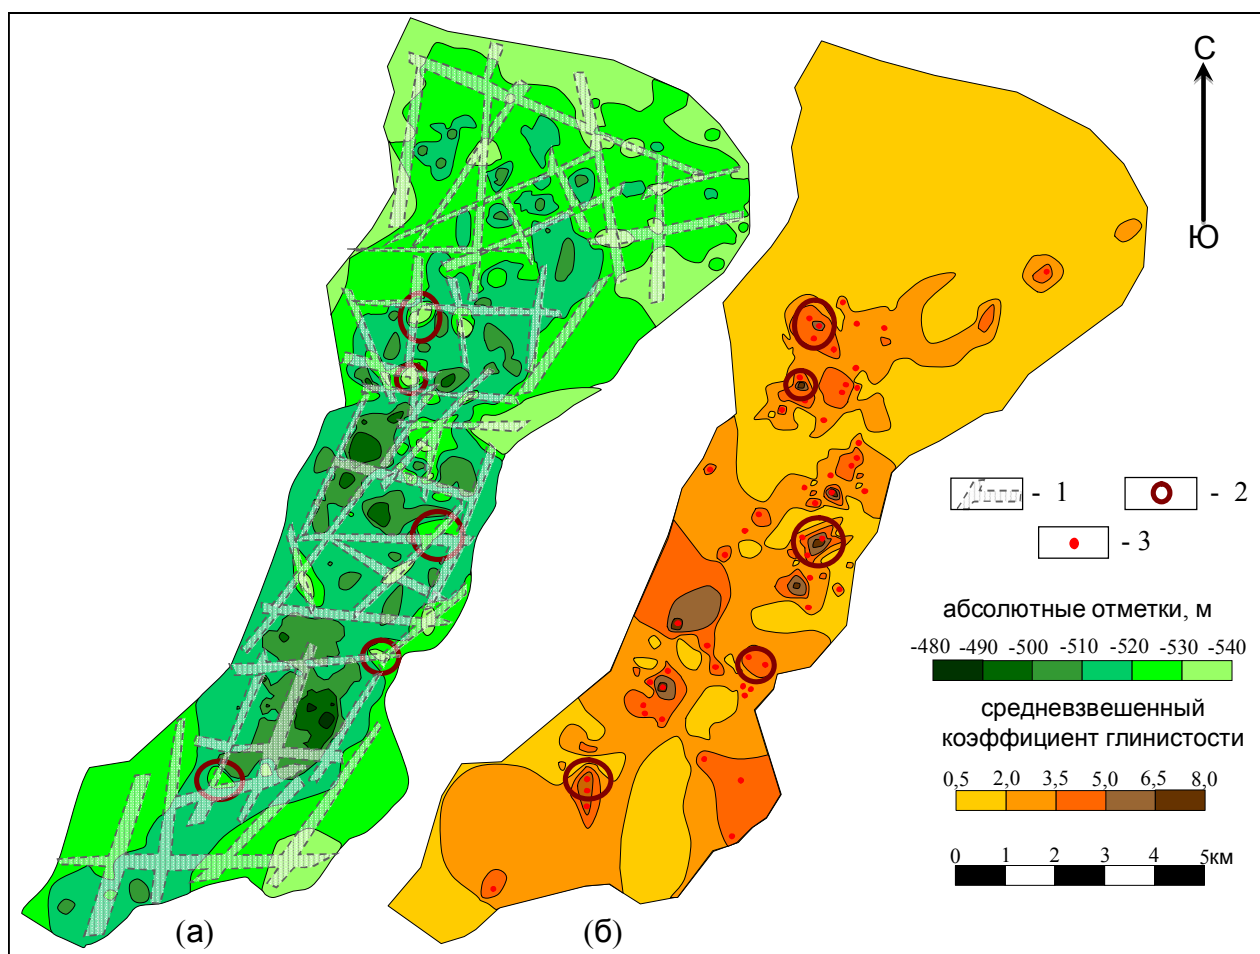 С
Ю
- 1
- 2
- 3
абсолютные отметки, м
-480 -490 -500 -510 -520 -530 -540
средневзвешенный
коэффициент глинистости
0,5 2,0 3,5 5,0 6,5 8,0
0 1 2 3 4 5км
(а)
(б)